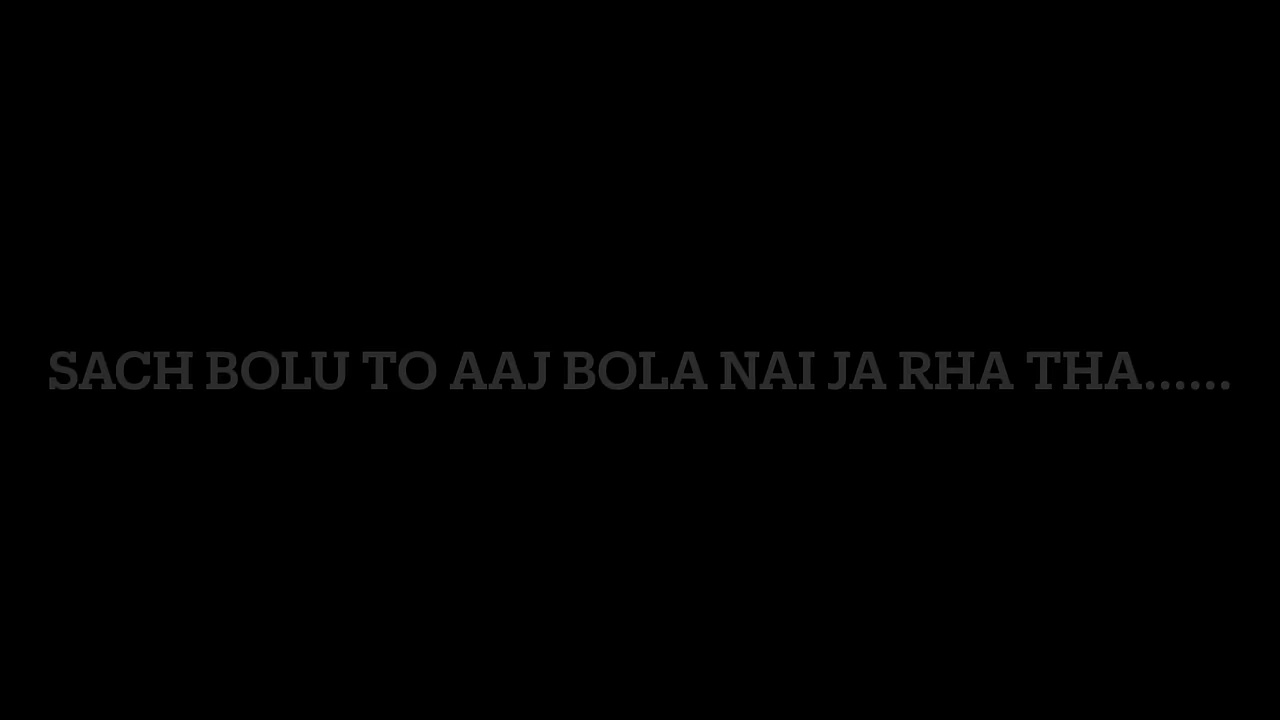 SACH BOLU TO AAJ BOLA NAI JA RHA THA......